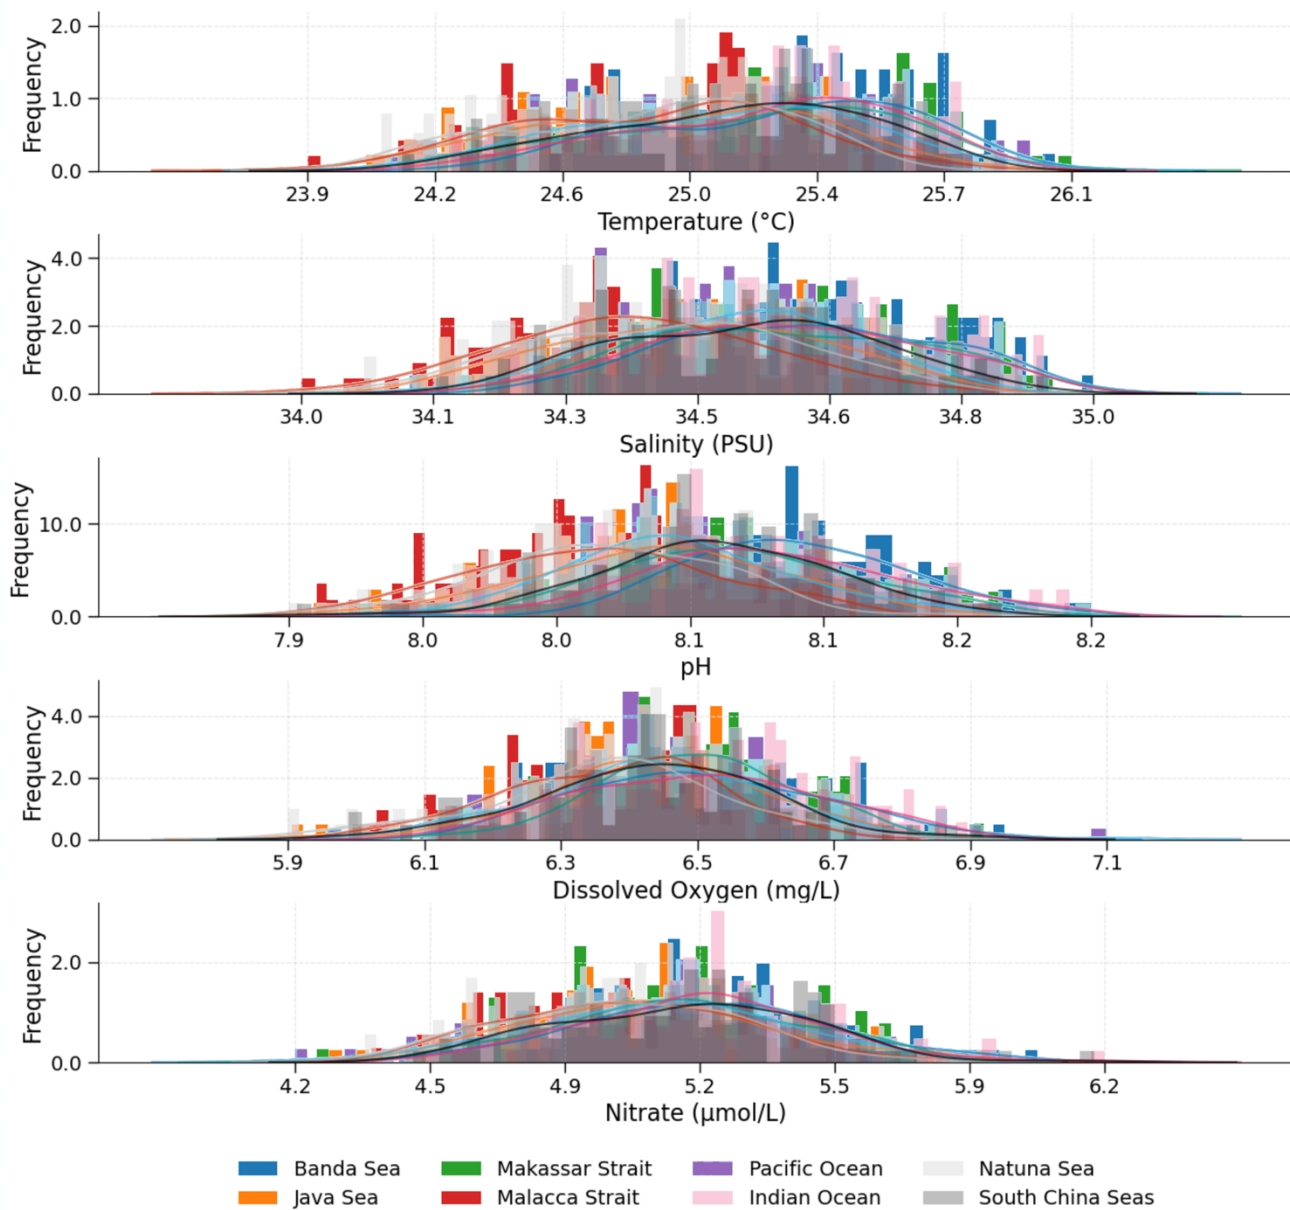 Frequency
2.0
1.0
0.0
23.9 24.2 24.6 25.0 25.4 25.7 26.1
Temperature (°C)
Frequency
4.0
2.0
0.0
34.0 34.1 34.3 34.5 34.6 34.8 35.0
Salinity (PSU)
Frequency
10.0
0.0
7.9 8.0 8.0 8.1 8.1 8.2 8.2
pH
Frequency
4.0
2.0
0.0
5.9 6.1 6.3 6.5 6.7 6.9 7.1
Dissolved Oxygen (mg/L)
Frequency
2.0
0.0
4.2 4.5 4.9 5.2 5.5 5.9 6.2
Nitrate (μmol/L)
Banda Sea Makassar Strait Pacific Ocean Natuna Sea
Java Sea Malacca Strait Indian Ocean South China Seas